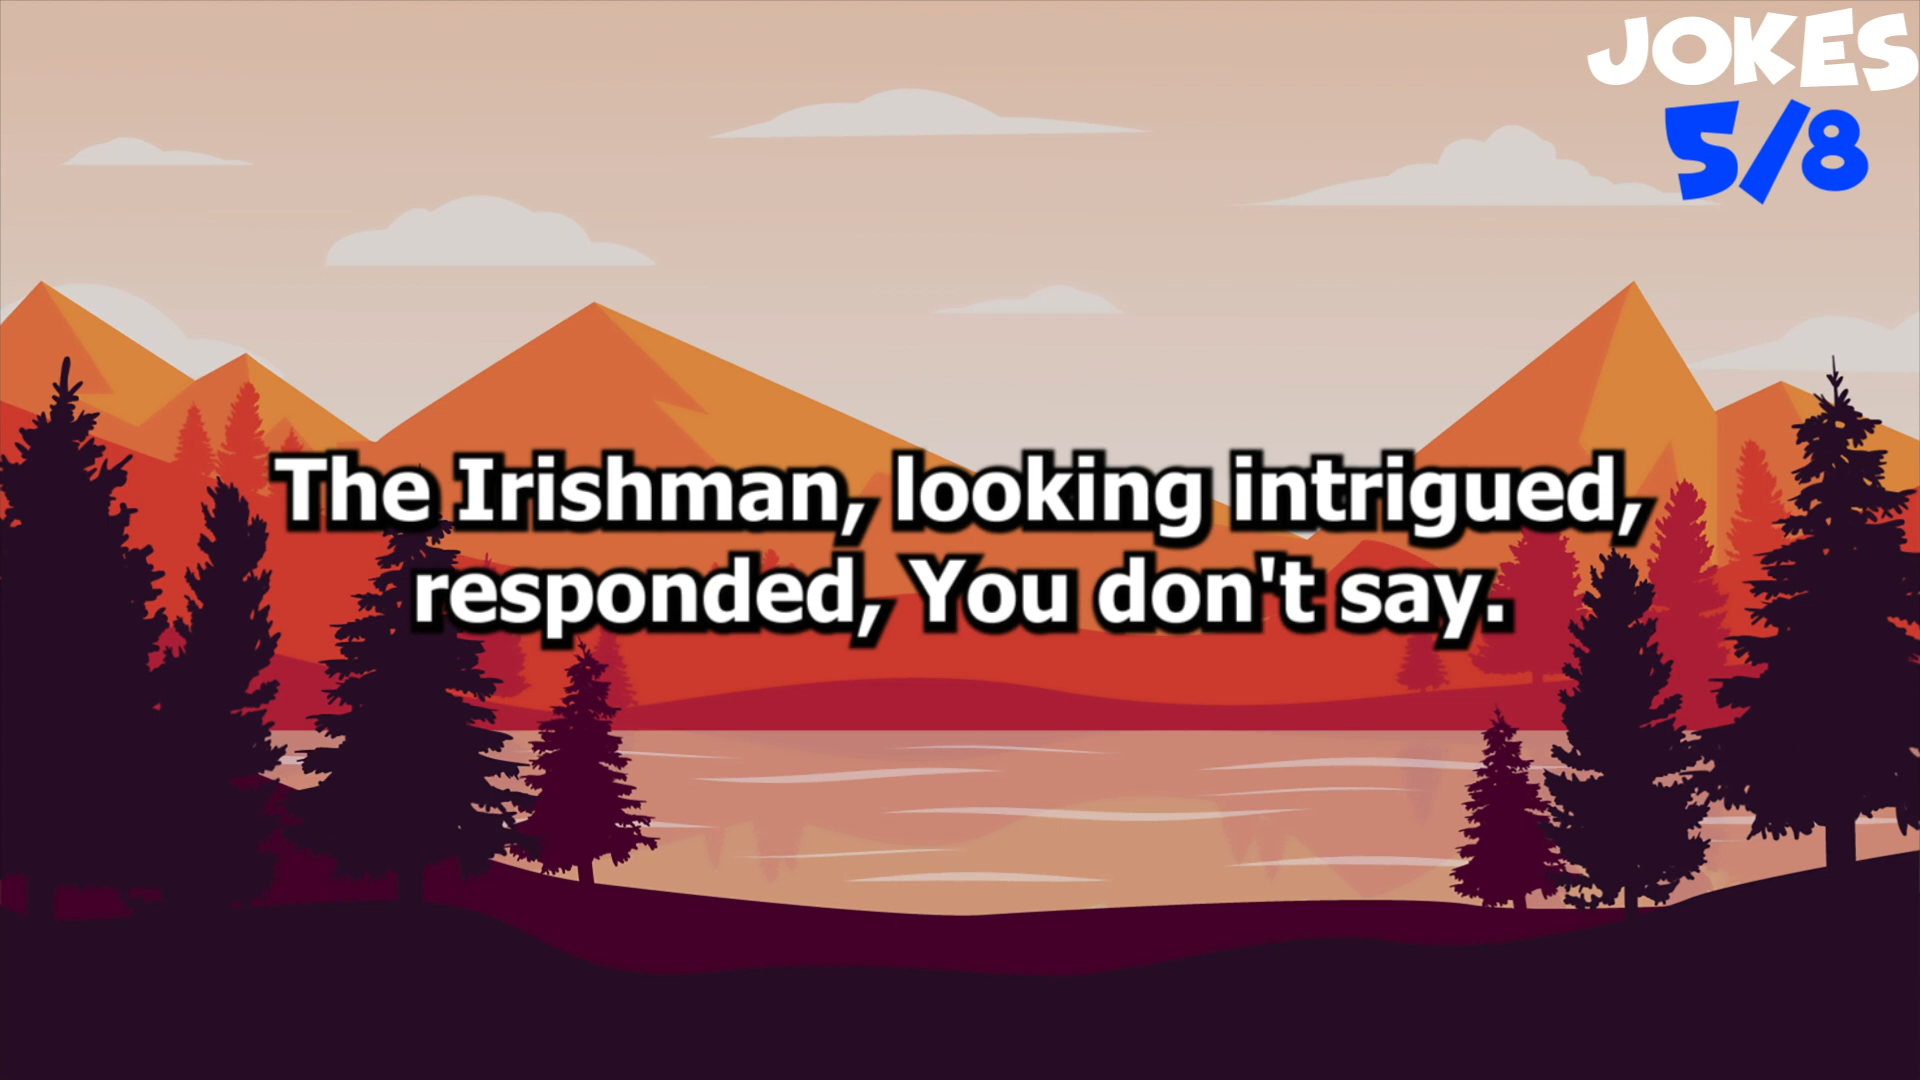 JOKES
5/8
The Irishman, looking intrigued,
responded, You don't say.